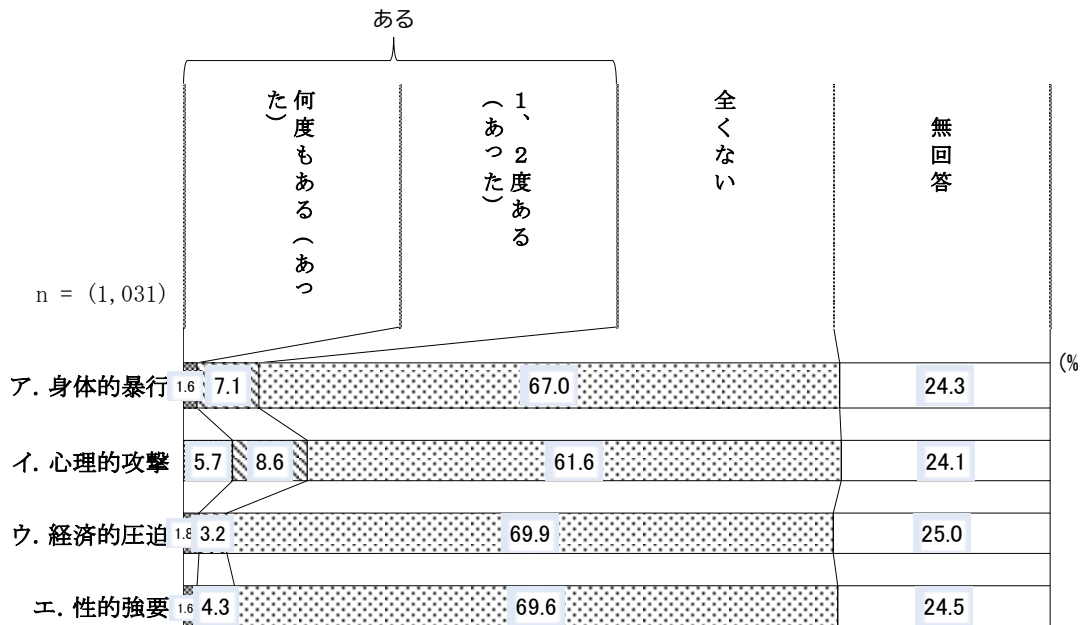 ある
何度もある（あっ
た）
1、2度ある
（あった）
全くない
無回答
n = (1,031)
(%
ア. 身体的暴行 1.6 7.1 67.0 24.3
イ. 心理的攻撃 5.7 8.6 61.6 24.1
ウ. 経済的圧迫 1.8 3.2 69.9 25.0
エ. 性的強要 1.6 4.3 69.6 24.5